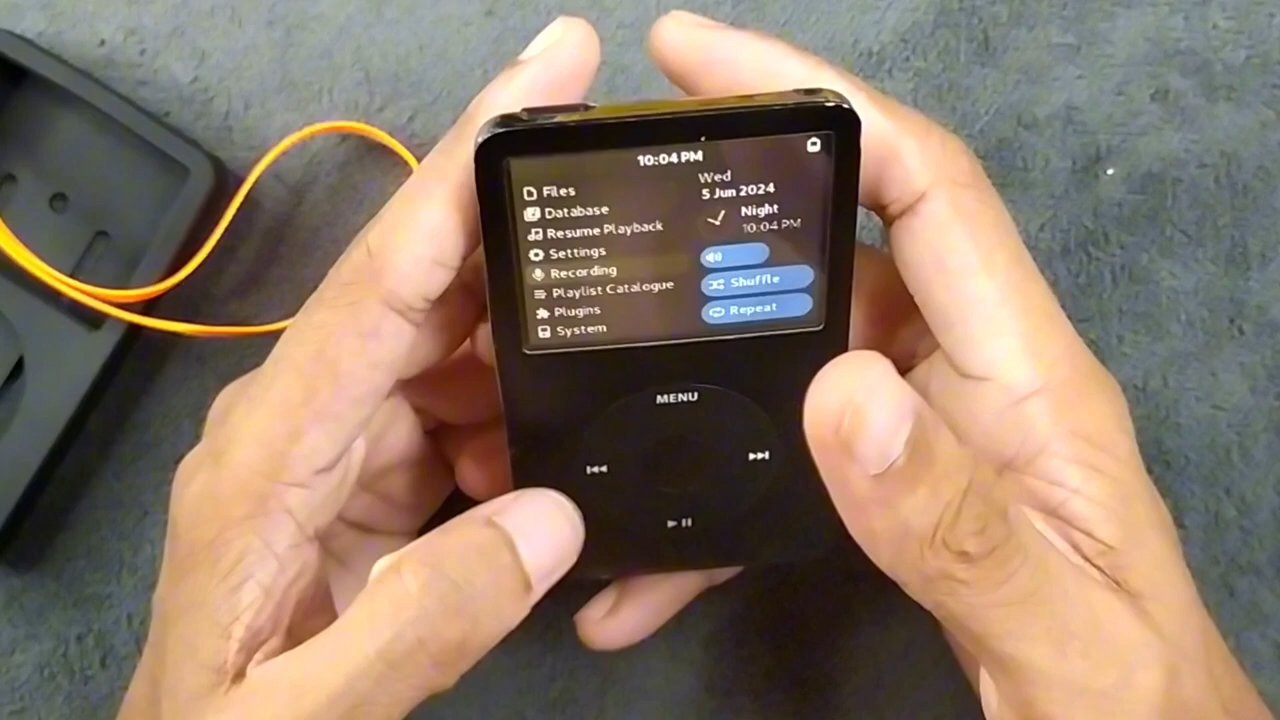 10:04 PM
Files
Database
Resume Playback
Settings
Recording
Playlist Catalogue
Plugins
System
Wed
5 Jun 2024
Night
10:04 PM
Shuffle
Repeat
MENU